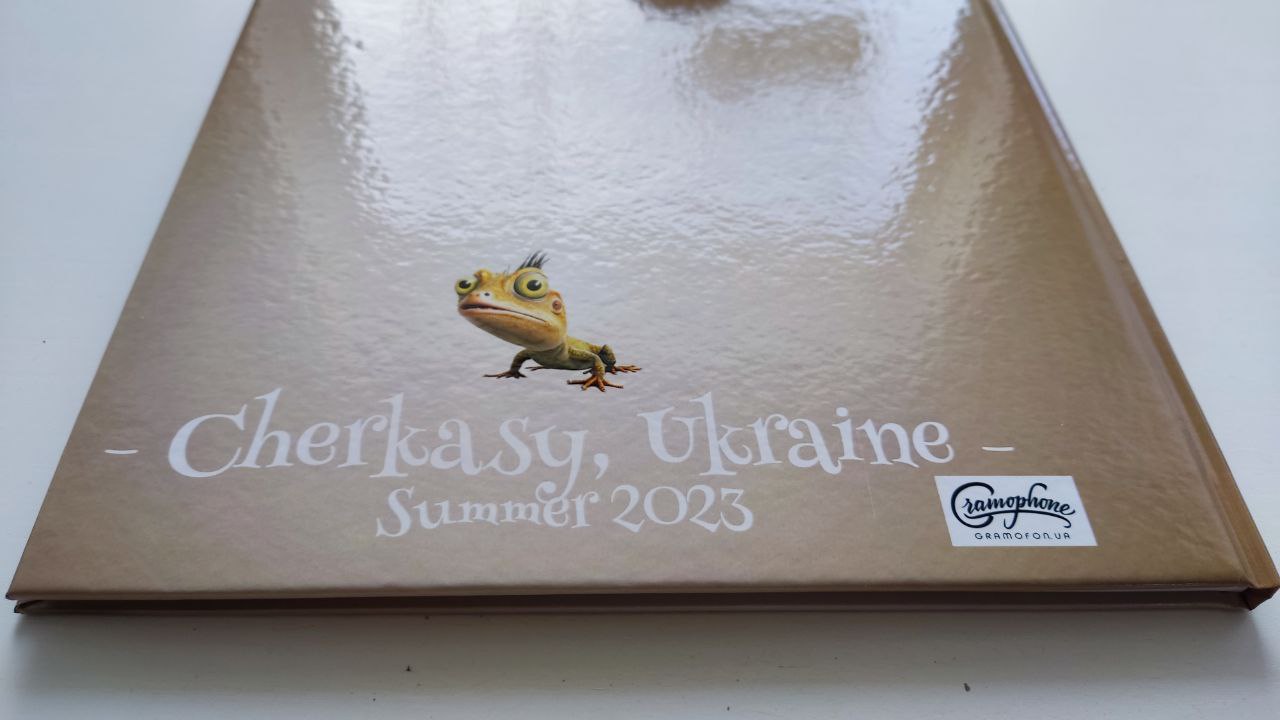 – Cherkasy, Ukraine –
Summer 2023
Gramophone
GRAMOFON.UA